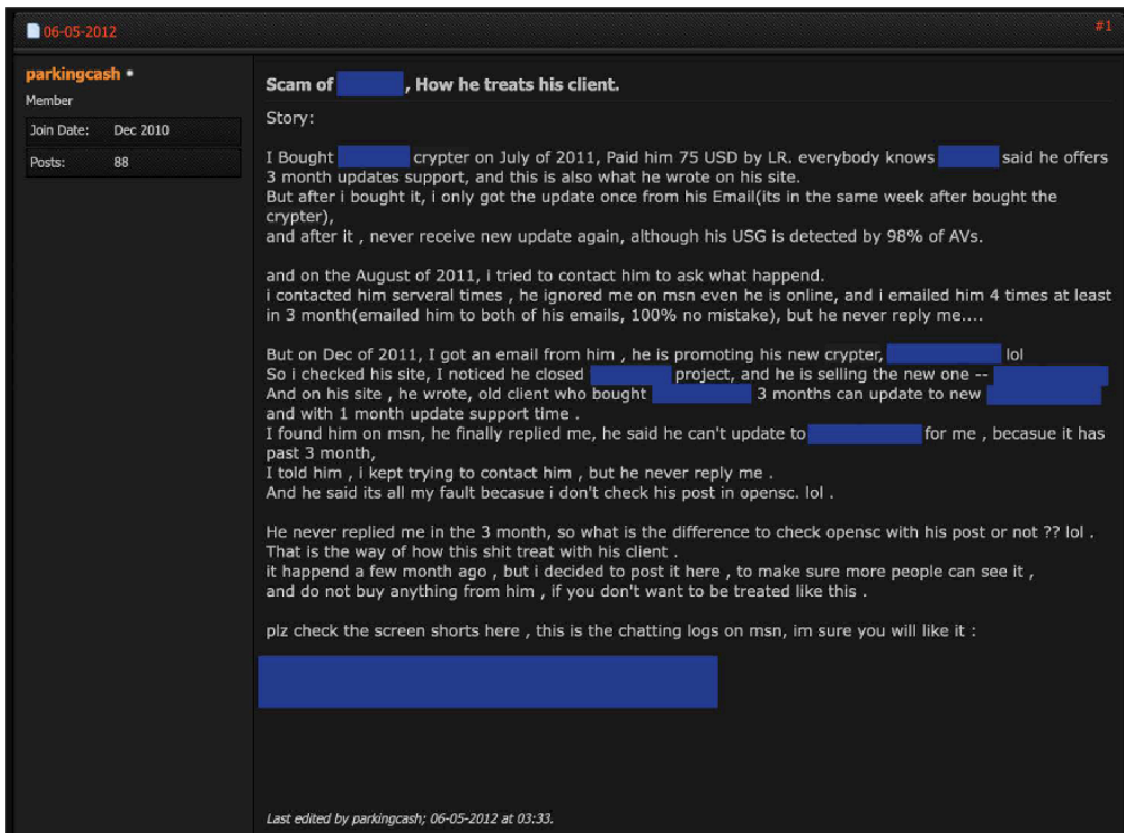 06-05-2012
#1
parkingcash
Member
Join Date: Dec 2010
Posts: 88
Scam of , How he treats his client.
Story:
I Bought crypter on July of 2011, Paid him 75 USD by LR. everybody knows said he offers
3 month updates support, and this is also what he wrote on his site.
But after i bought it, i only got the update once from his Email(its in the same week after bought the
crypter),
and after it , never receive new update again, although his USG is detected by 98% of AVs.
and on the August of 2011, i tried to contact him to ask what happend.
i contacted him serveral times , he ignored me on msn even he is online, and i emailed him 4 times at least
in 3 month(emailed him to both of his emails, 100% no mistake), but he never reply me....
But on Dec of 2011, I got an email from him , he is promoting his new crypter, lol
So i checked his site, I noticed he closed project, and he is selling the new one --
And on his site , he wrote, old client who bought 3 months can update to new
and with 1 month update support time .
I found him on msn, he finally replied me, he said he can't update to for me , becasue it has
past 3 month,
I told him , i kept trying to contact him , but he never reply me .
And he said its all my fault becasue i don't check his post in opensc. lol .
He never replied me in the 3 month, so what is the difference to check opensc with his post or not ?? lol .
That is the way of how this shit treat with his client .
it happend a few month ago , but i decided to post it here , to make sure more people can see it ,
and do not buy anything from him , if you don't want to be treated like this .
plz check the screen shorts here , this is the chatting logs on msn, im sure you will like it :
Last edited by parkingcash; 06-05-2012 at 03:33.